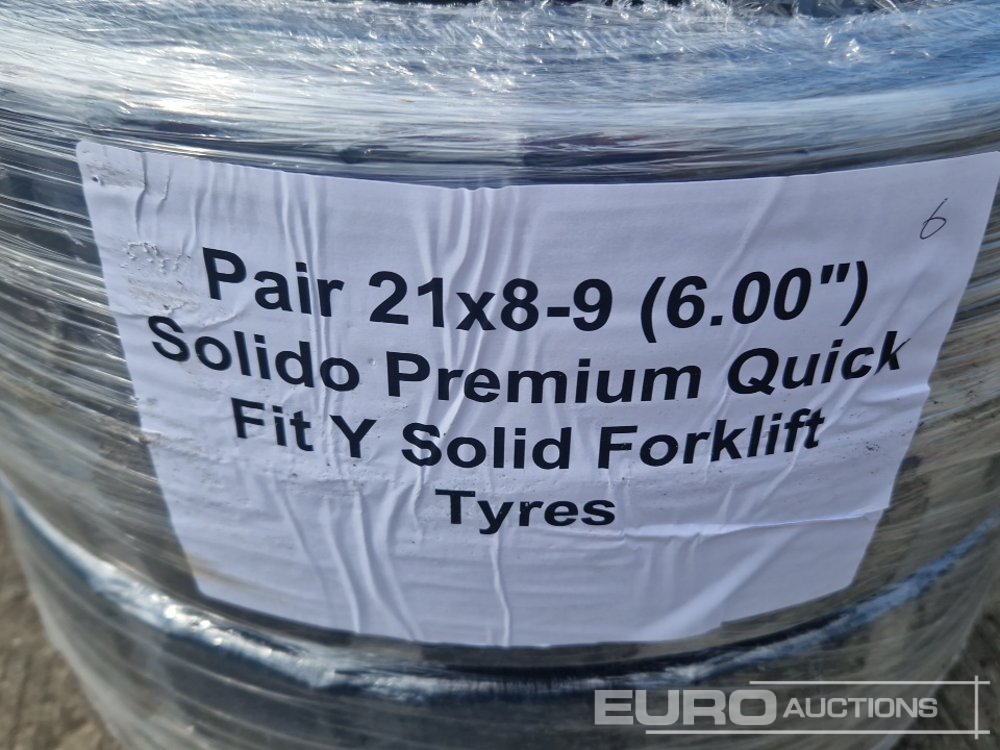 6
Pair 21x8-9 (6.00")
Solido Premium Quick
Fit Y Solid Forklift
Tyres
EURO AUCTIONS